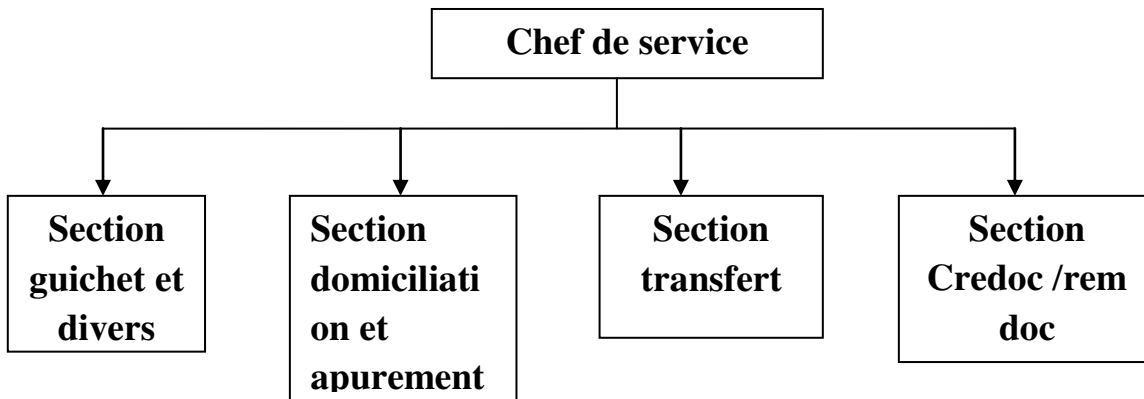 Chef de service
Section
guichet et
divers
Section
domiciliati
on et
apurement
Section
transfert
Section
Credoc /rem
doc